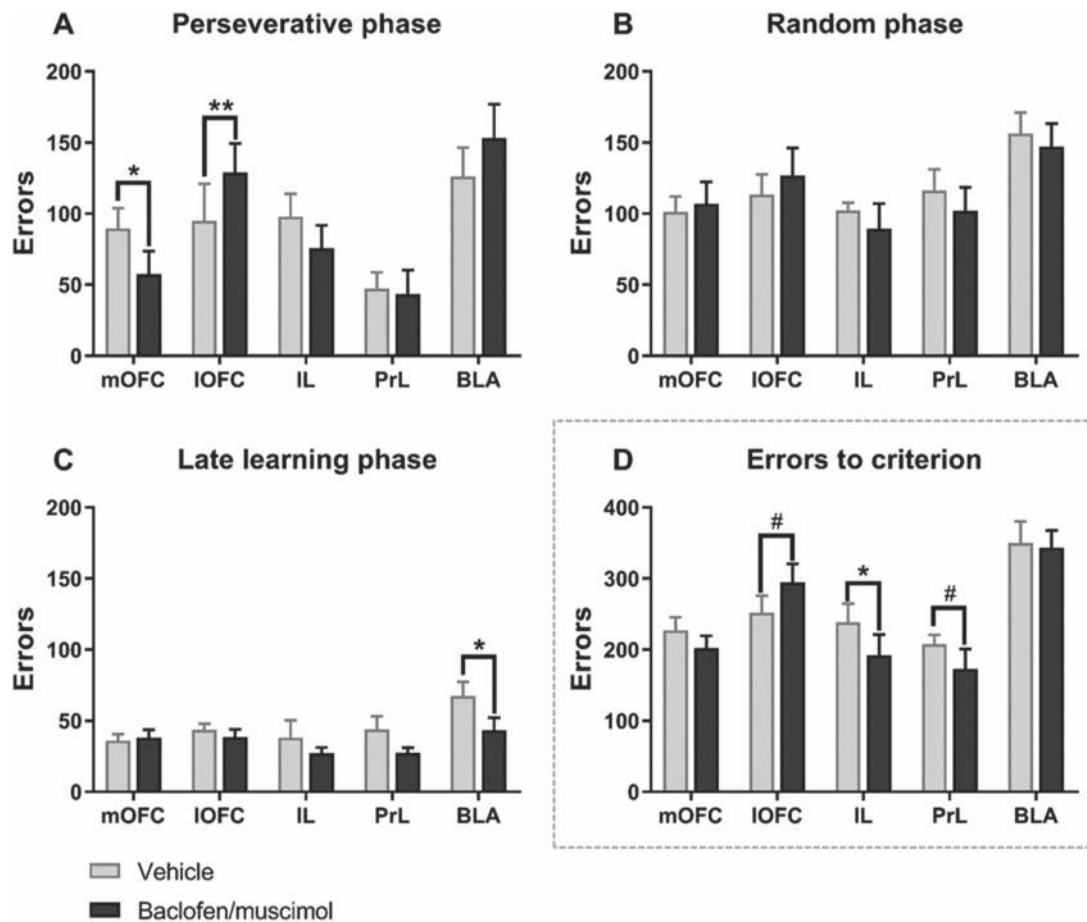 A Perseverative phase
Errors
200
150
100
50
0
*
**
mOFC lOFC IL PrL BLA
B Random phase
Errors
200
150
100
50
0
mOFC lOFC IL PrL BLA
C Late learning phase
Errors
200
150
100
50
0
*
mOFC lOFC IL PrL BLA
D Errors to criterion
Errors
400
300
200
100
0
#
*
#
mOFC lOFC IL PrL BLA
Vehicle
Baclofen/muscimol